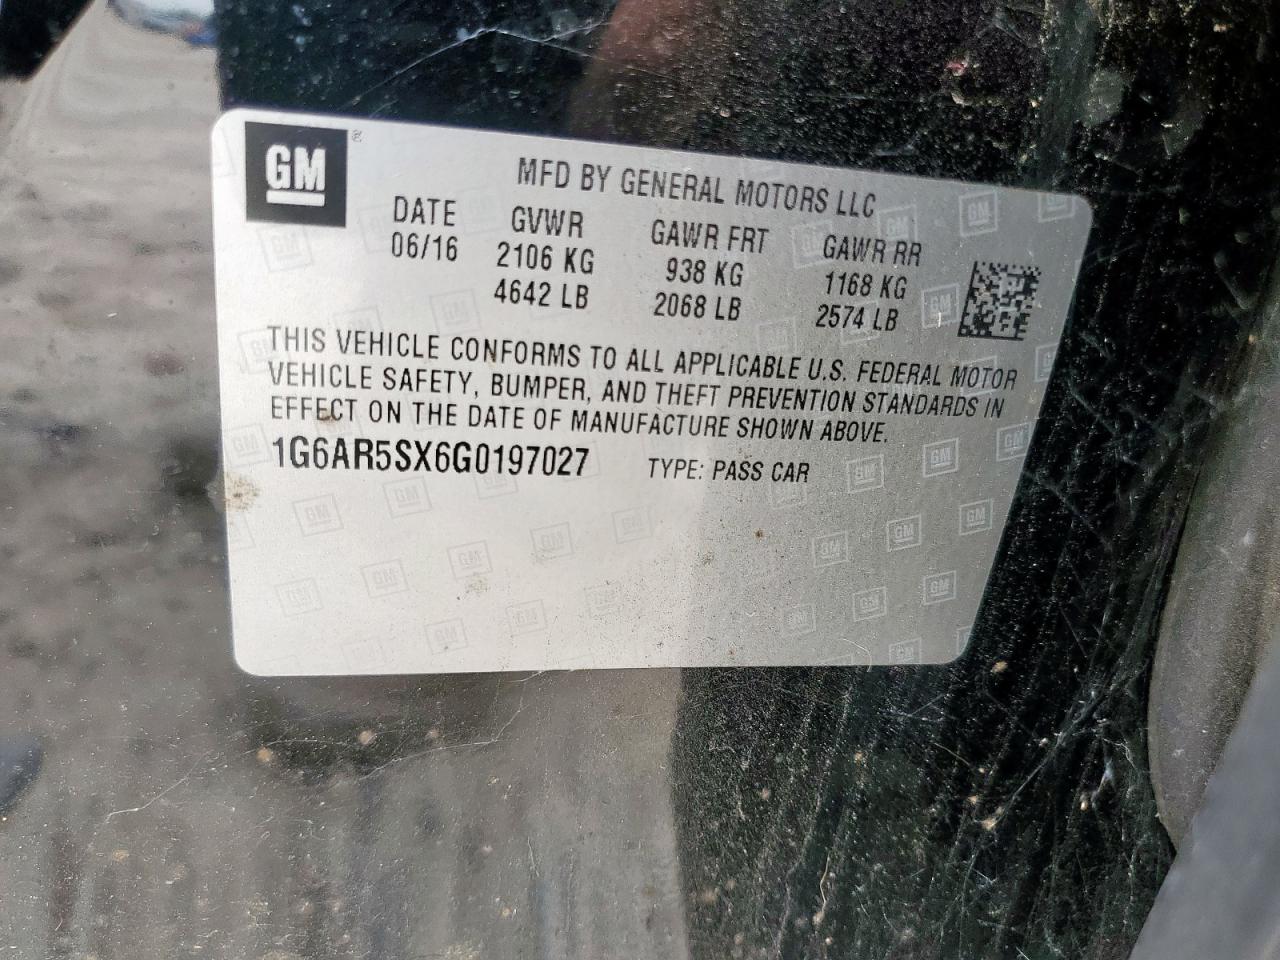 GM
MFD BY GENERAL MOTORS LLC
DATE GVWR GAWR FRT GAWR RR
06/16 2106 KG 938 KG 1168 KG
4642 LB 2068 LB 2574 LB
THIS VEHICLE CONFORMS TO ALL APPLICABLE U.S. FEDERAL MOTOR
VEHICLE SAFETY, BUMPER, AND THEFT PREVENTION STANDARDS IN
EFFECT ON THE DATE OF MANUFACTURE SHOWN ABOVE.
1G6AR5SX6G0197027 TYPE: PASS CAR